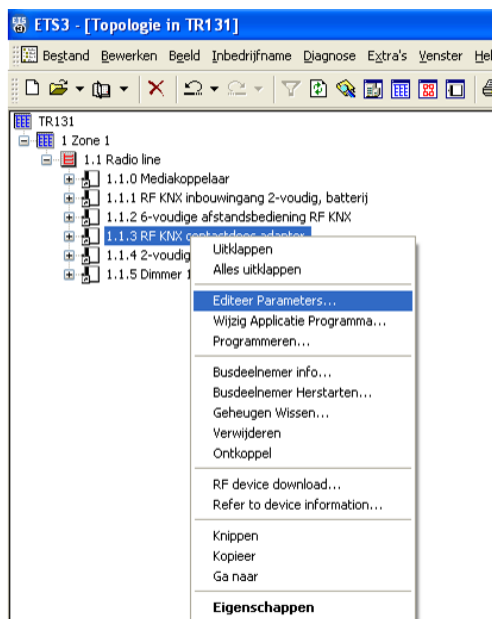 ETS3 - [Topologie in TR131]
Bestand Bewerken Beeld Inbedrijfname Diagnose Extra's Venster Hel
TR131
1 Zone 1
1.1 Radio line
1.1.0 Mediakoppelaar
1.1.1 RF KNX inbouwingang 2-voudig, batterij
1.1.2 6-voudige afstandsbediening RF KNX
1.1.3 RF KNX contactdoos adapter
1.1.4 2-voudig
1.1.5 Dimmer 1
Uitklappen
Alles uitklappen
Editeer Parameters...
Wijzig Applicatie Programma...
Programmeren...
Busdeelnemer info...
Busdeelnemer Herstarten...
Geheugen Wissen...
Verwijderen
Ontkoppel
RF device download...
Refer to device information...
Knippen
Kopieer
Ga naar
Eigenschappen